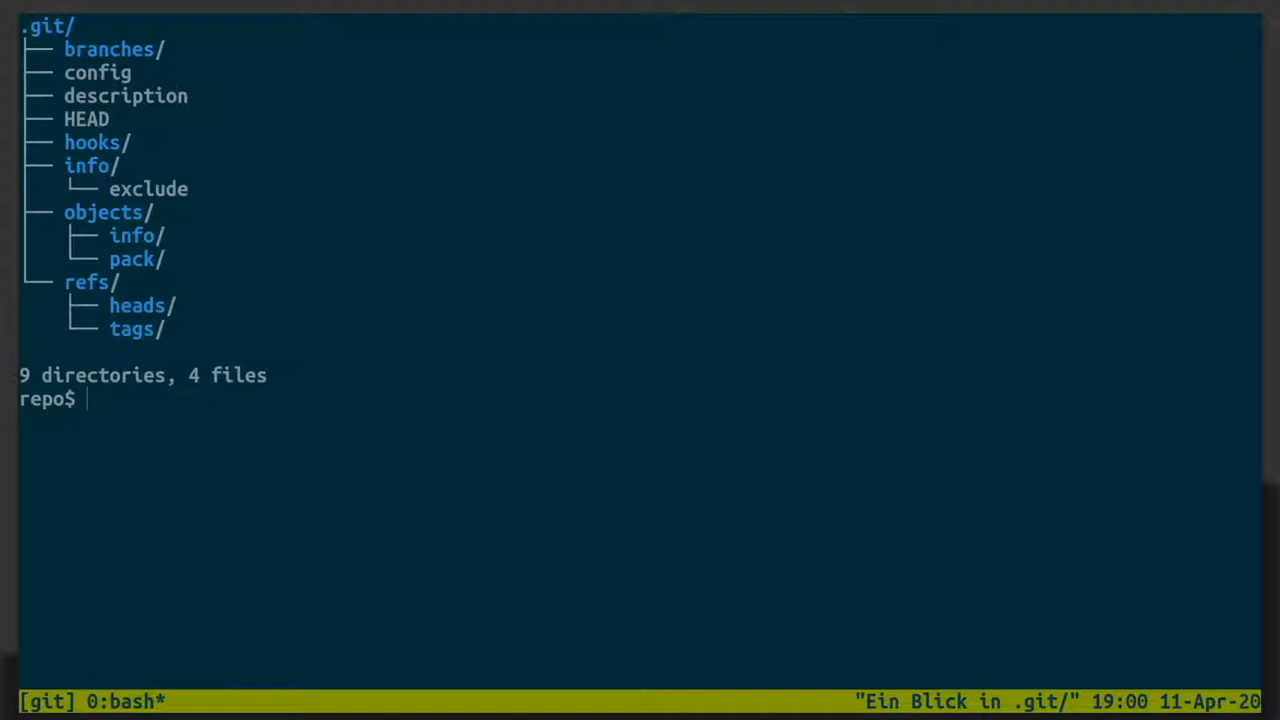 .git/
├── branches/
├── config
├── description
├── HEAD
├── hooks/
├── info/
│   └── exclude
├── objects/
│   ├── info/
│   └── pack/
└── refs/
    ├── heads/
    └── tags/
9 directories, 4 files
repo$
[git] 0:bash* "Ein Blick in .git/" 19:00 11-Apr-20